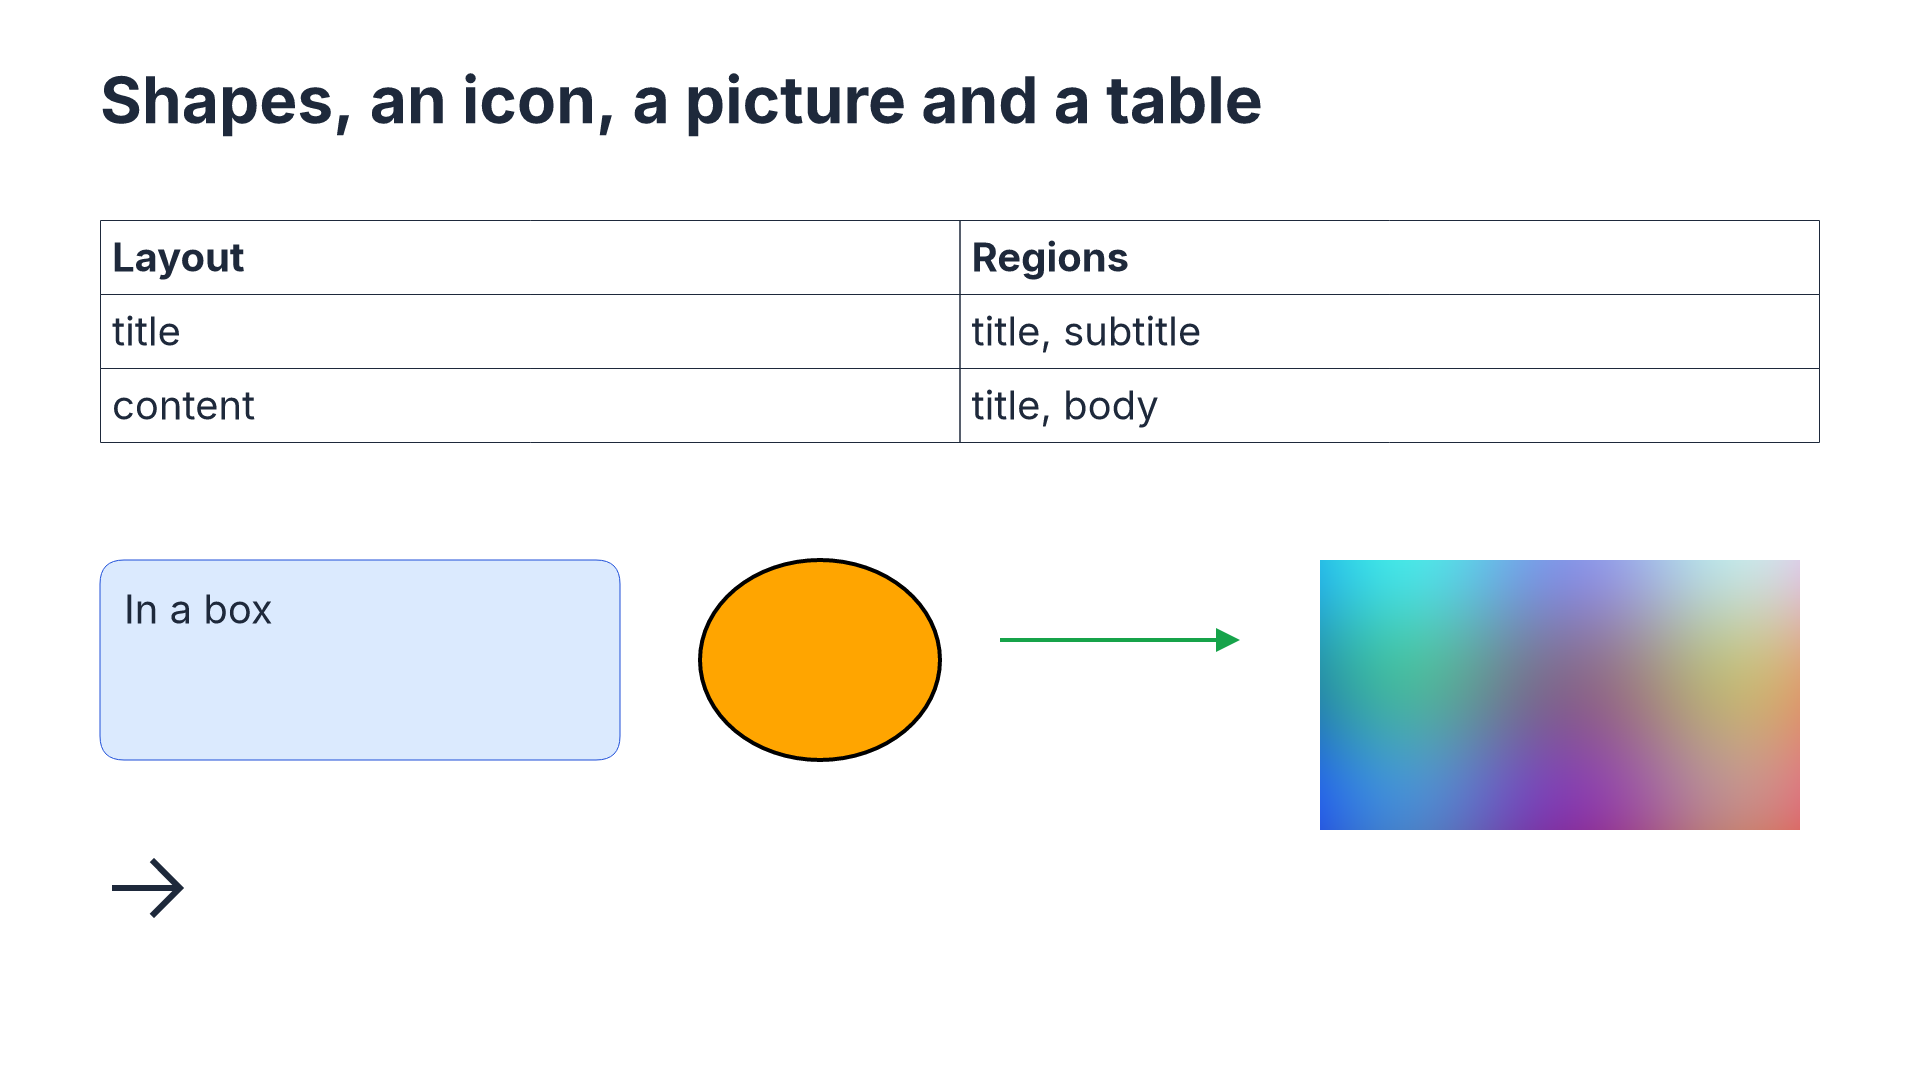 Shapes, an icon, a picture and a table
Layout Regions
title title, subtitle
content title, body
In a box